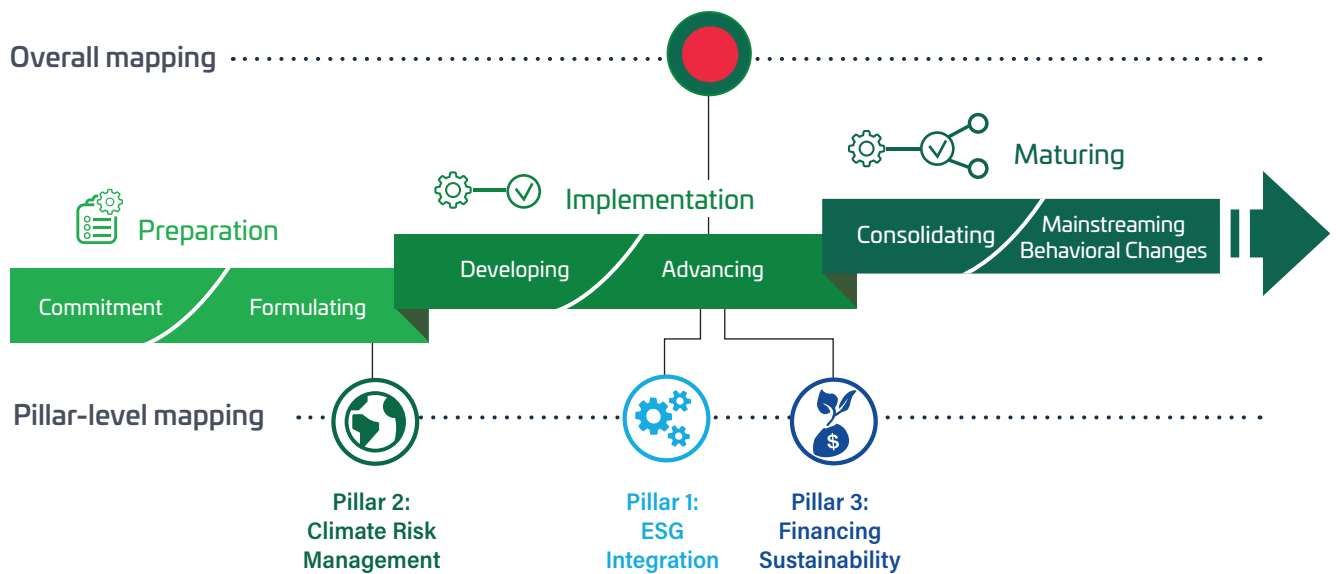 Overall mapping
Maturing
Implementation
Preparation
Consolidating
Mainstreaming
Behavioral Changes
Developing
Advancing
Commitment
Formulating
Pillar-level mapping
$
Pillar 2:
Climate Risk
Management
Pillar 1:
ESG
Integration
Pillar 3:
Financing
Sustainability